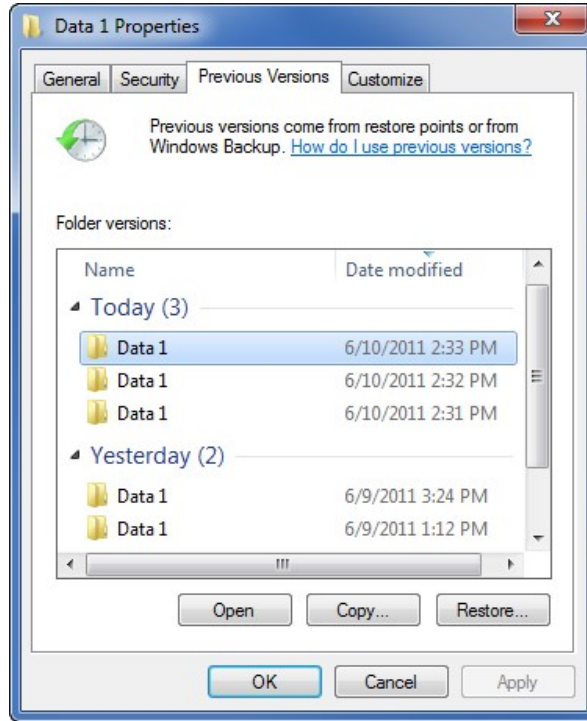 Data 1 Properties
General Security Previous Versions Customize
Previous versions come from restore points or from
Windows Backup. How do I use previous versions?
Folder versions:
Name Date modified
Today (3)
Data 1 6/10/2011 2:33 PM
Data 1 6/10/2011 2:32 PM
Data 1 6/10/2011 2:31 PM
Yesterday (2)
Data 1 6/9/2011 3:24 PM
Data 1 6/9/2011 1:12 PM
Open Copy... Restore...
OK Cancel Apply